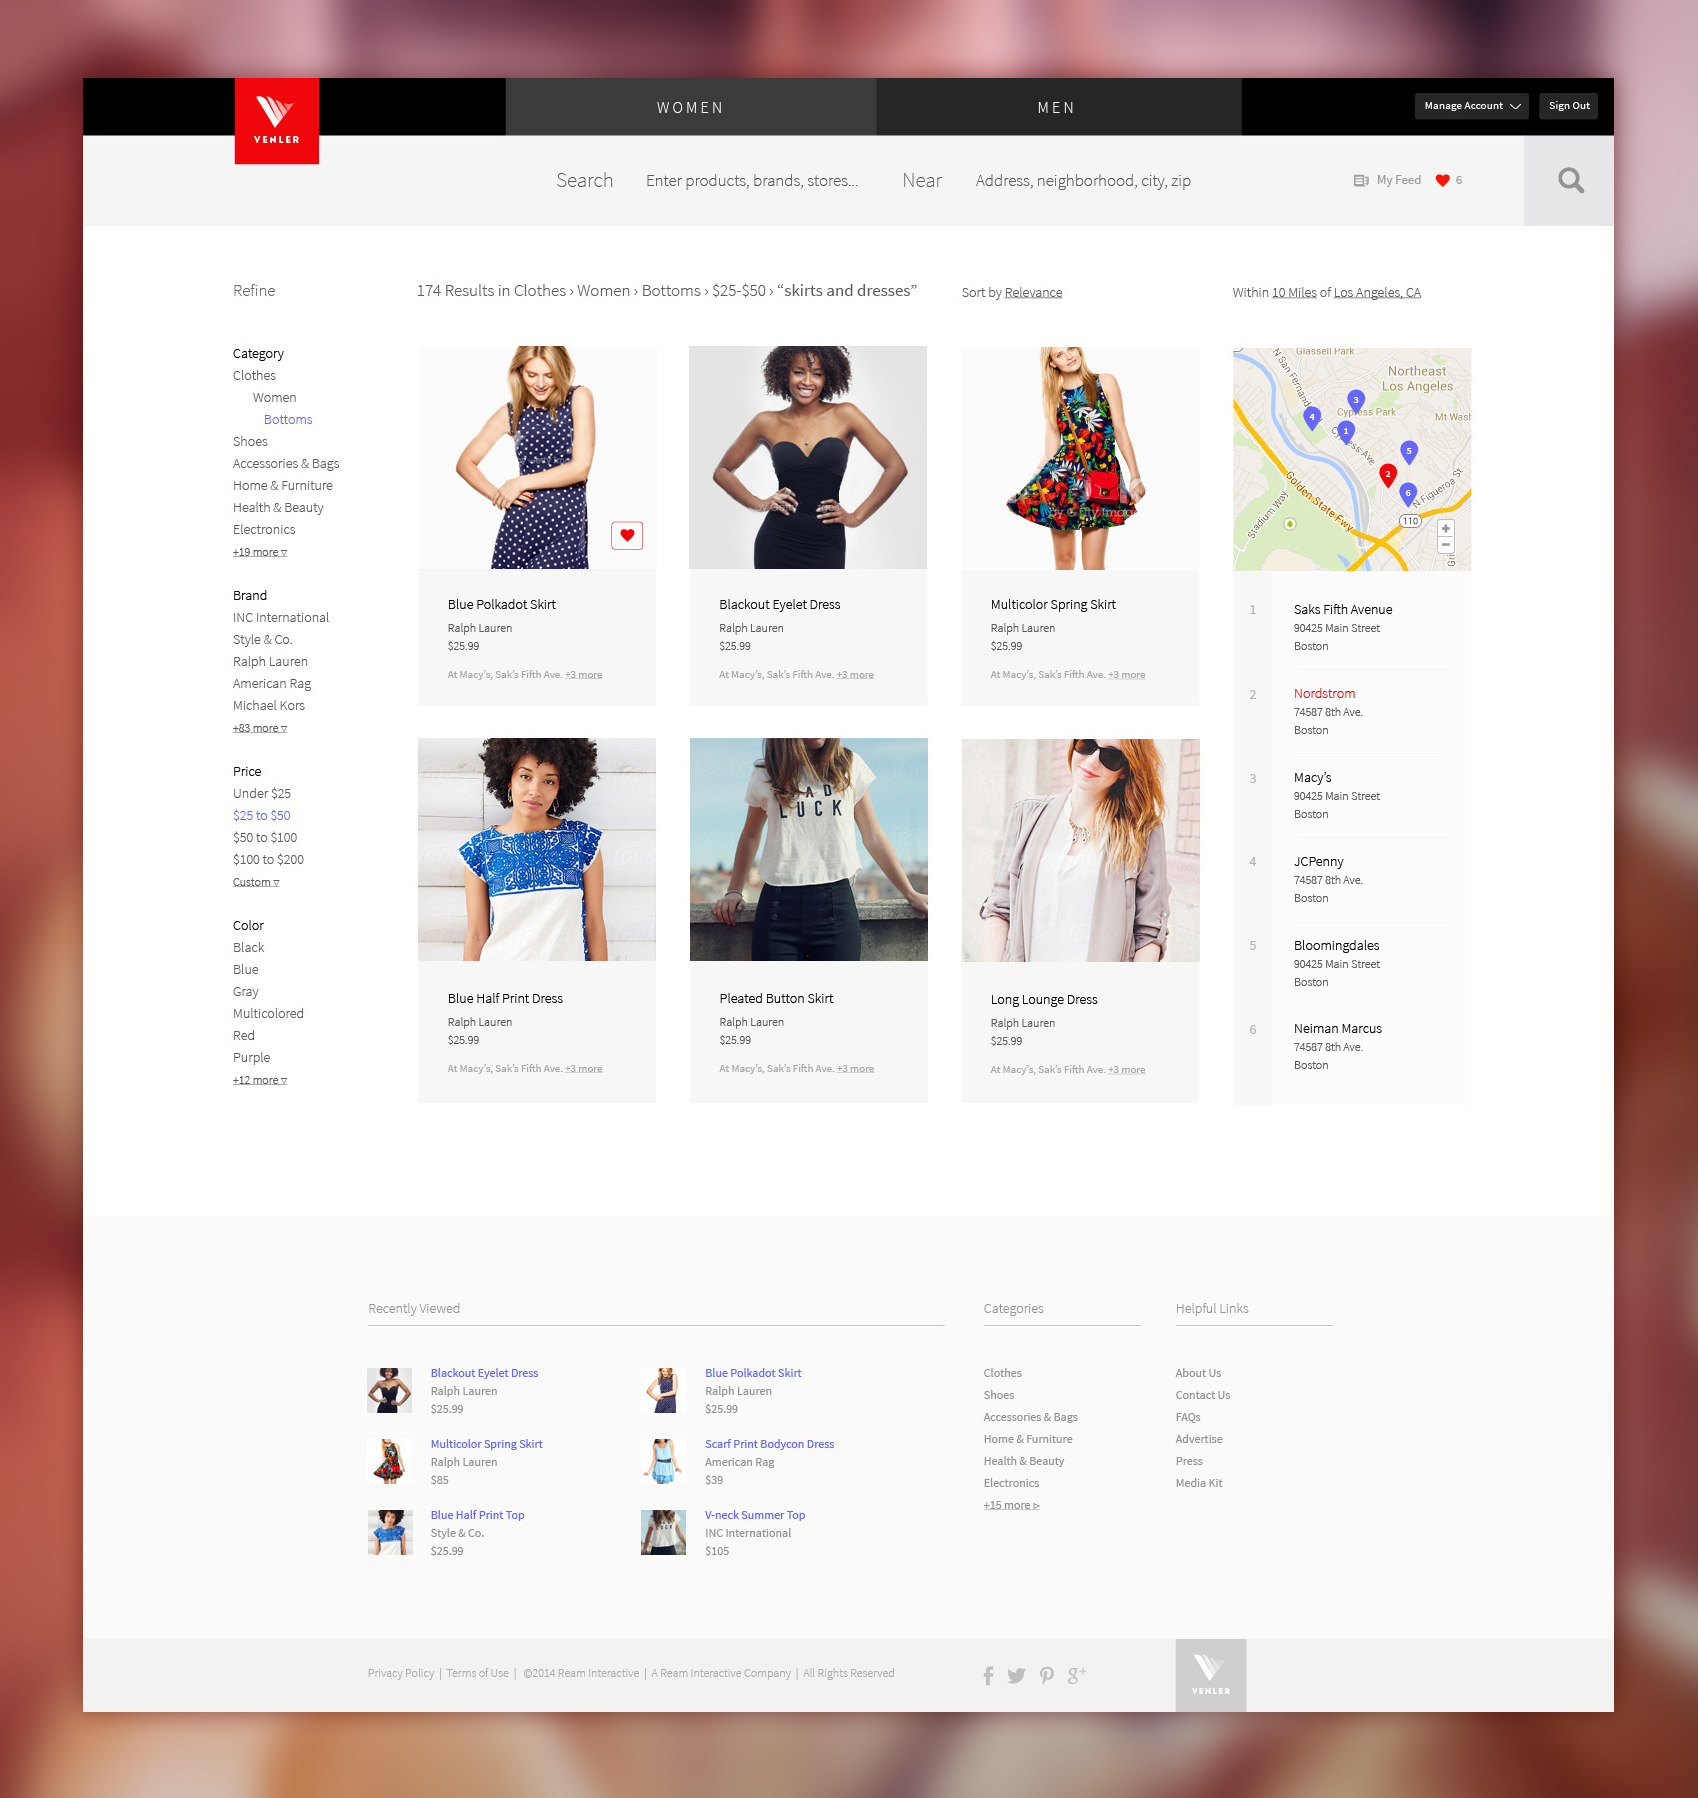 WOMEN
MEN
Manage Account
Sign Out
VENLER
Search
Enter products, brands, stores...
Near
Address, neighborhood, city, zip
My Feed
6
Refine
174 Results in Clothes › Women › Bottoms › $25-$50 › “skirts and dresses”
Sort by Relevance
Within 10 Miles of Los Angeles, CA
Category
Clothes
Women
Bottoms
Shoes
Accessories & Bags
Home & Furniture
Health & Beauty
Electronics
+19 more ▿
Brand
INC International
Style & Co.
Ralph Lauren
American Rag
Michael Kors
+83 more ▿
Price
Under $25
$25 to $50
$50 to $100
$100 to $200
Custom ▿
Color
Black
Blue
Gray
Multicolored
Red
Purple
+12 more ▿
Blue Polkadot Skirt
Ralph Lauren
$25.99
At Macy’s, Sak’s Fifth Ave. +3 more
Blackout Eyelet Dress
Ralph Lauren
$25.99
At Macy’s, Sak’s Fifth Ave. +3 more
Multicolor Spring Skirt
Ralph Lauren
$25.99
At Macy’s, Sak’s Fifth Ave. +3 more
AD
LUCK
Blue Half Print Dress
Ralph Lauren
$25.99
At Macy’s, Sak’s Fifth Ave. +3 more
Pleated Button Skirt
Ralph Lauren
$25.99
At Macy’s, Sak’s Fifth Ave. +3 more
Long Lounge Dress
Ralph Lauren
$25.99
At Macy’s, Sak’s Fifth Ave. +3 more
Glassell Park
N San Fernand
Northeast
Los Angeles
3
Cypress Park
Mt Wash
4
1
Cypress Ave
5
2
6
N Figueroa St
Golden State Fwy
Stadium Way
110
+
−
1
Saks Fifth Avenue
90425 Main Street
Boston
2
Nordstrom
74587 8th Ave.
Boston
3
Macy’s
90425 Main Street
Boston
4
JCPenny
74587 8th Ave.
Boston
5
Bloomingdales
90425 Main Street
Boston
6
Neiman Marcus
74587 8th Ave.
Boston
Recently Viewed
Blackout Eyelet Dress
Ralph Lauren
$25.99
Blue Polkadot Skirt
Ralph Lauren
$25.99
Multicolor Spring Skirt
Ralph Lauren
$85
Scarf Print Bodycon Dress
American Rag
$39
Blue Half Print Top
Style & Co.
$25.99
V-neck Summer Top
INC International
$105
Categories
Clothes
Shoes
Accessories & Bags
Home & Furniture
Health & Beauty
Electronics
+15 more ▹
Helpful Links
About Us
Contact Us
FAQs
Advertise
Press
Media Kit
Privacy Policy | Terms of Use | ©2014 Ream Interactive | A Ream Interactive Company | All Rights Reserved
VENLER